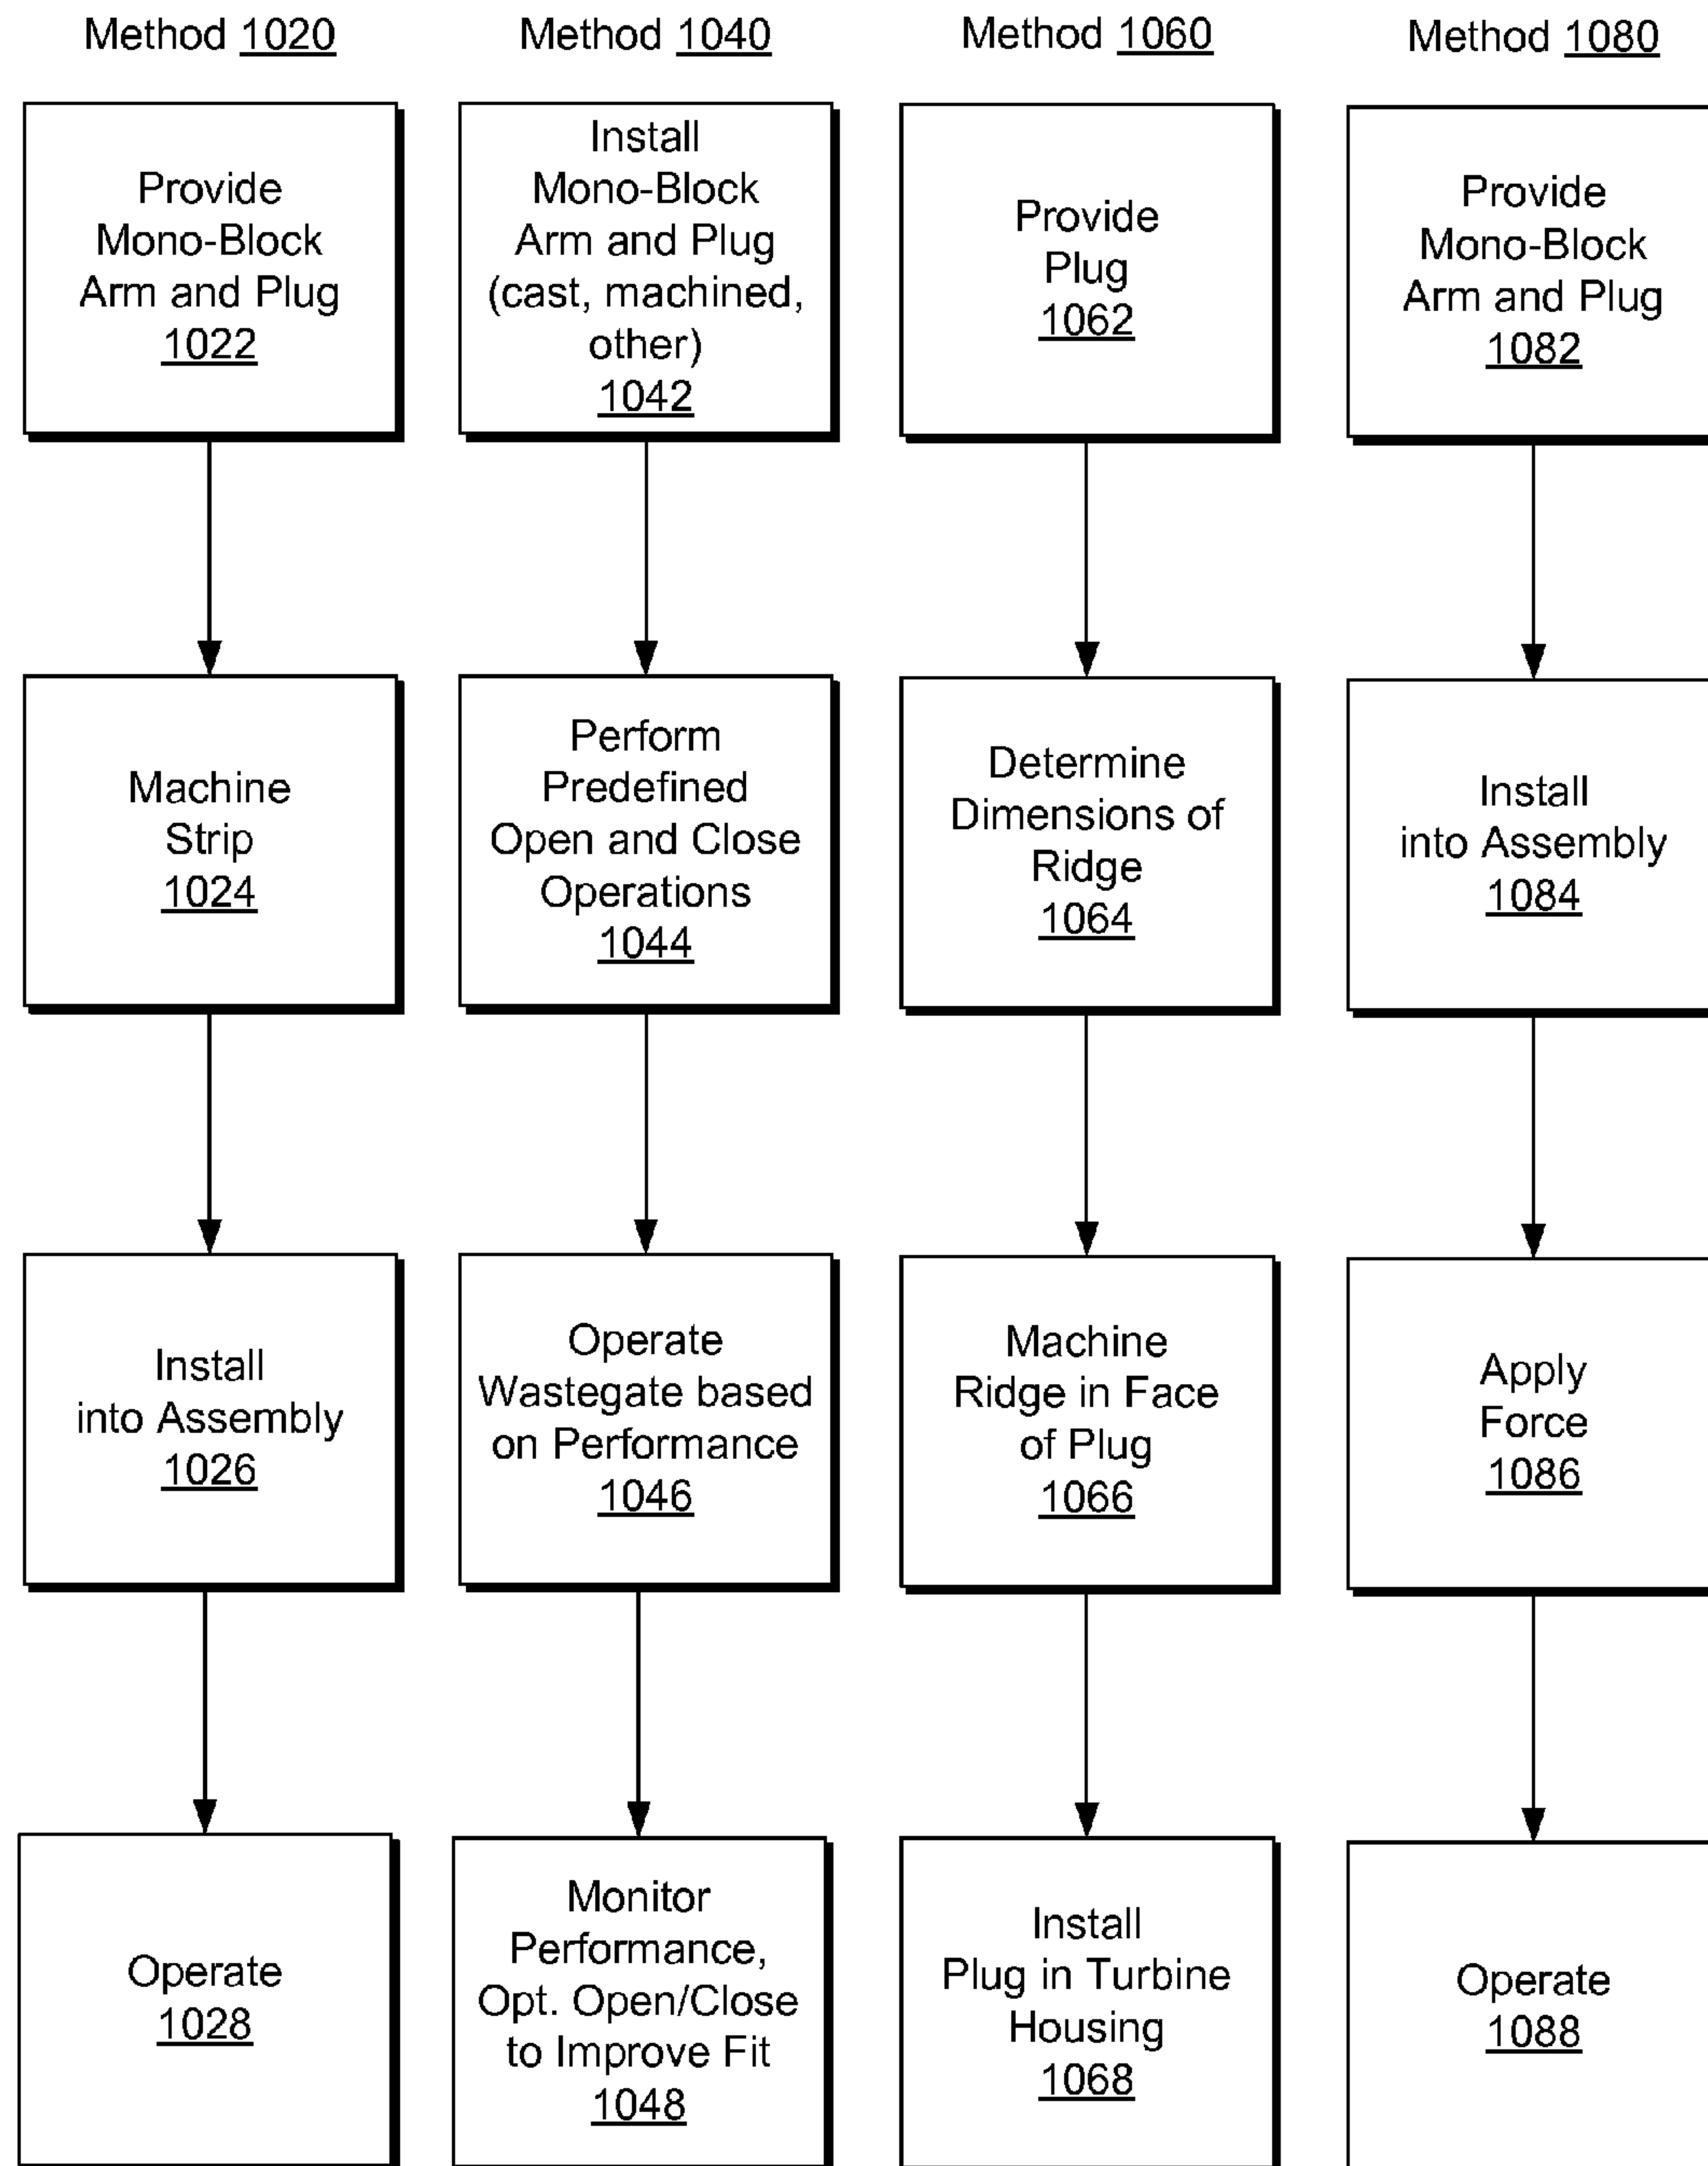 Method 1020
Provide
Mono-Block
Arm and Plug
1022
Machine
Strip
1024
Install
into Assembly
1026
Operate
1028
Method 1040
Install
Mono-Block
Arm and Plug
(cast, machined,
other)
1042
Perform
Predefined
Open and Close
Operations
1044
Operate
Wastegate based
on Performance
1046
Monitor
Performance,
Opt. Open/Close
to Improve Fit
1048
Method 1060
Provide
Plug
1062
Determine
Dimensions of
Ridge
1064
Machine
Ridge in Face
of Plug
1066
Install
Plug in Turbine
Housing
1068
Method 1080
Provide
Mono-Block
Arm and Plug
1082
Install
into Assembly
1084
Apply
Force
1086
Operate
1088